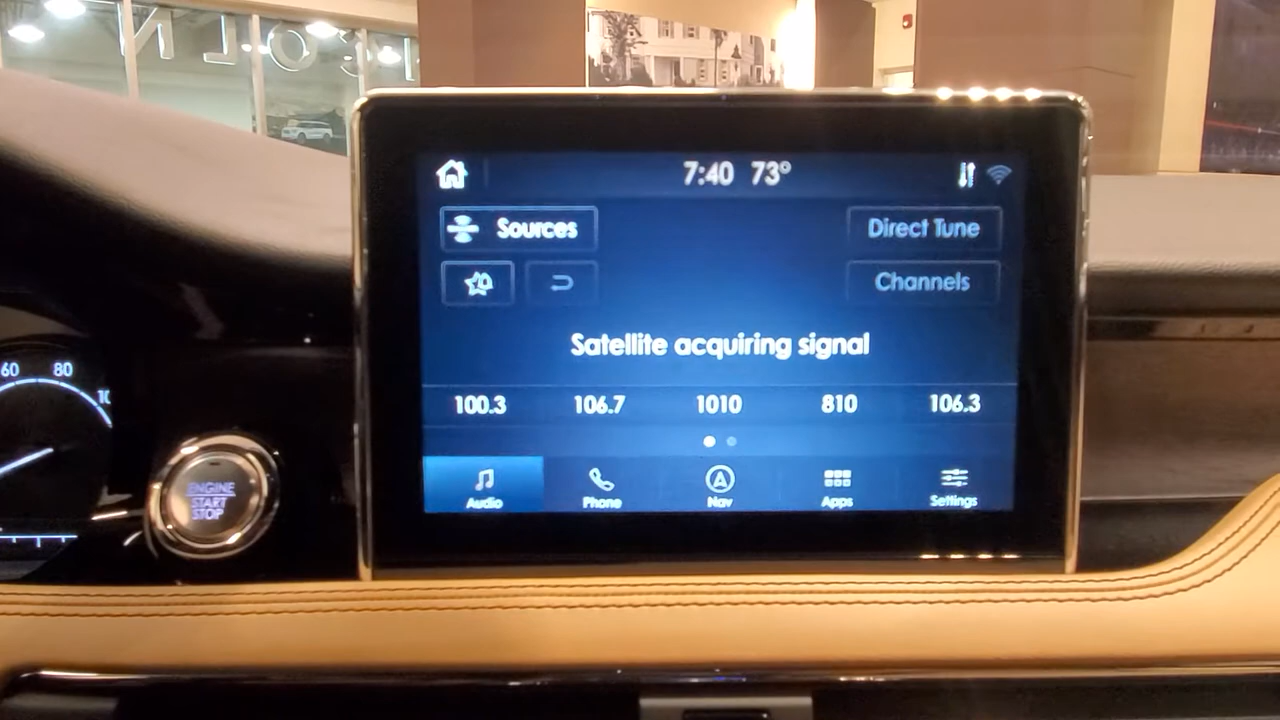 7:40 73°
Sources
Direct Tune
Channels
Satellite acquiring signal
100.3 106.7 1010 810 106.3
Audio Phone Nav Apps Settings
60 80
ENGINE
START
STOP